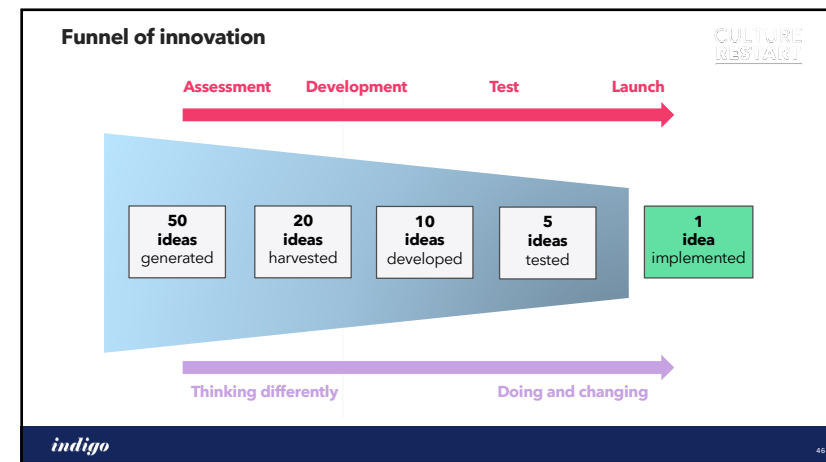 Funnel of innovation
CULTURE
RESTART
Assessment Development Test Launch
50
ideas
generated
20
ideas
harvested
10
ideas
developed
5
ideas
tested
1
idea
implemented
Thinking differently Doing and changing
indigo
46